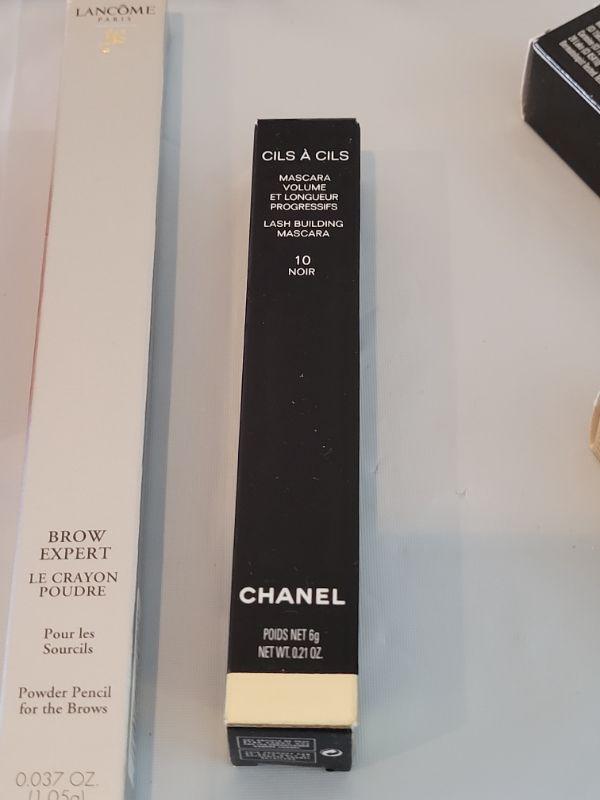 LANCÔME
PARIS
BROW
EXPERT
LE CRAYON
POUDRE
Pour les
Sourcils
Powder Pencil
for the Brows
0.037 OZ.
(1.05g)
CILS À CILS
MASCARA
VOLUME
ET LONGUEUR
PROGRESSIFS
LASH BUILDING
MASCARA
10
NOIR
CHANEL
POIDS NET 6g
NET WT. 0.21 OZ.